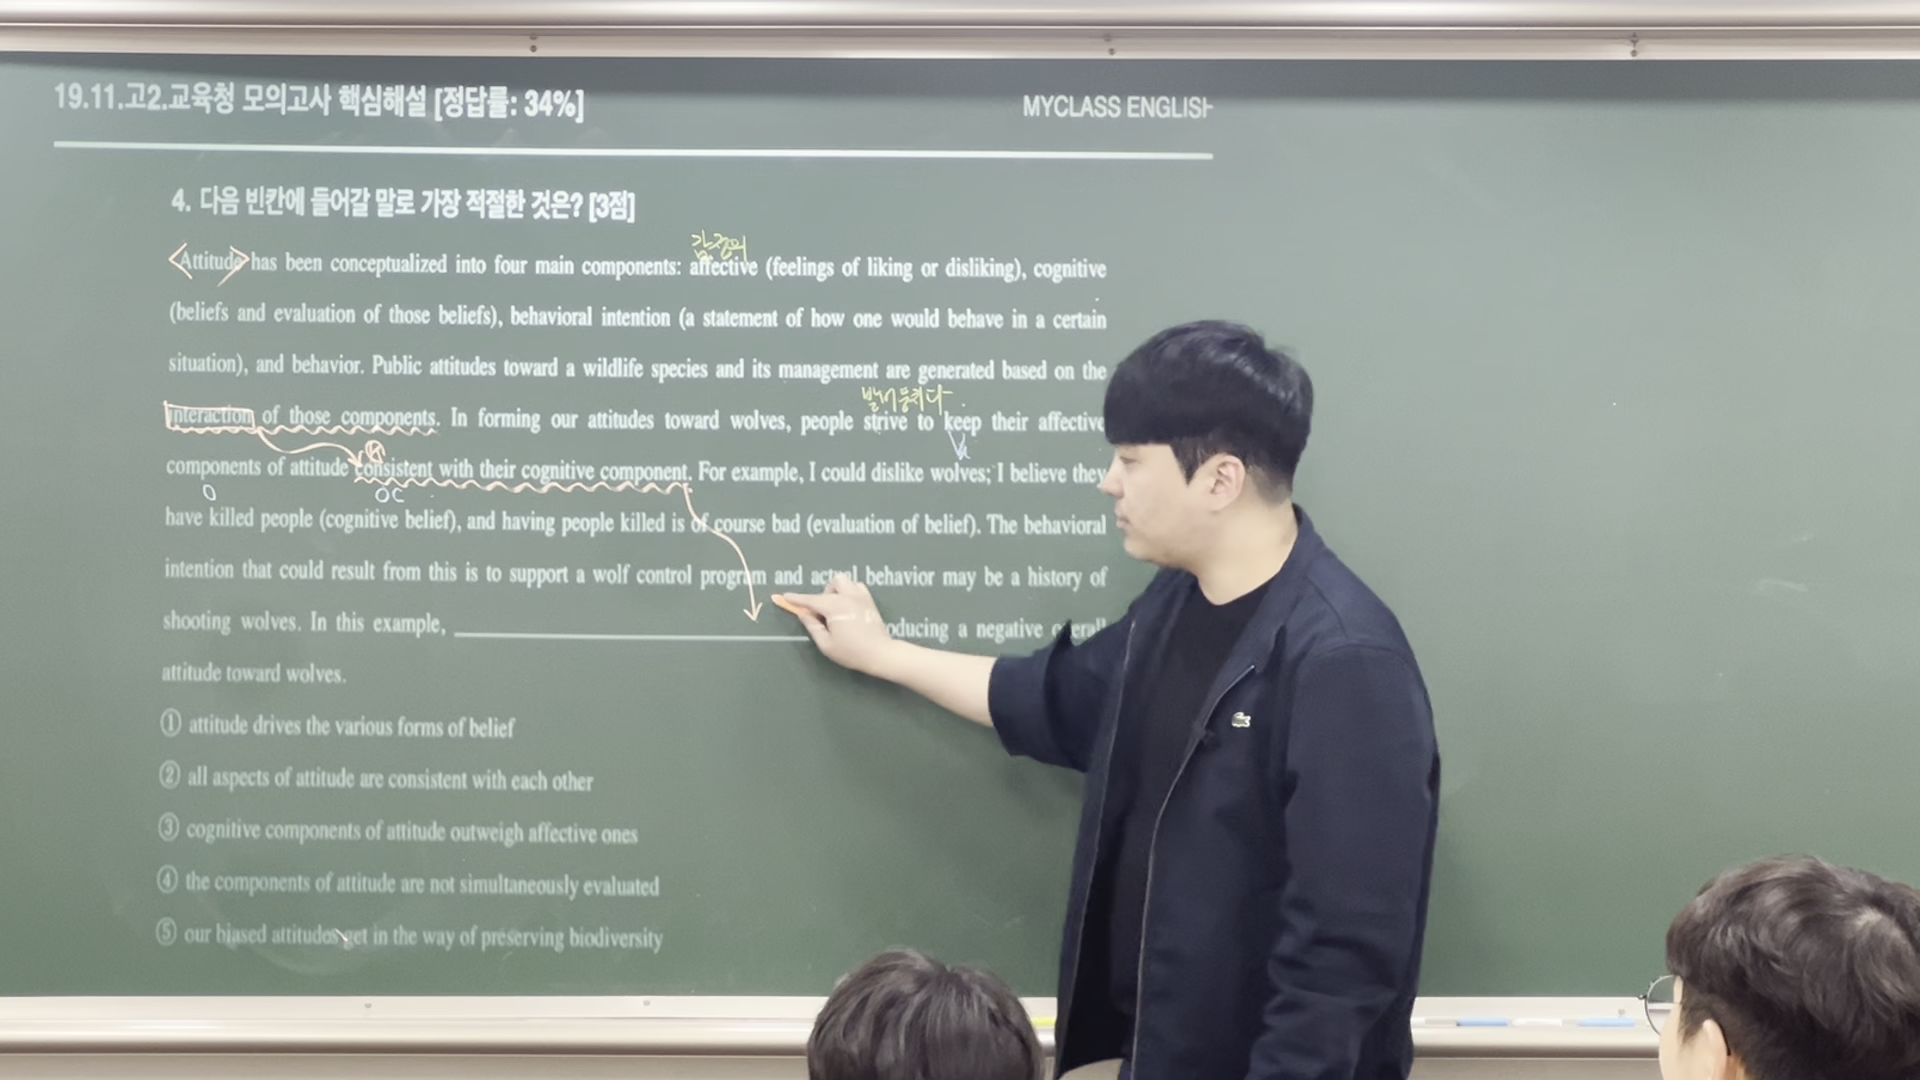 19.11.고2.교육청 모의고사 핵심해설 [정답률: 34%]
MYCLASS ENGLISH
4. 다음 빈칸에 들어갈 말로 가장 적절한 것은? [3점]
감정의
<Attitude> has been conceptualized into four main components: affective (feelings of liking or disliking), cognitive
(beliefs and evaluation of those beliefs), behavioral intention (a statement of how one would behave in a certain
situation), and behavior. Public attitudes toward a wildlife species and its management are generated based on the
interaction of those components. In forming our attitudes toward wolves, people strive to keep their affective
components of attitude consistent with their cognitive component. For example, I could dislike wolves; I believe they
O OC
have killed people (cognitive belief), and having people killed is of course bad (evaluation of belief). The behavioral
intention that could result from this is to support a wolf control program and actual behavior may be a history of
shooting wolves. In this example, a negative overall
attitude toward wolves.
① attitude drives the various forms of belief
② all aspects of attitude are consistent with each other
③ cognitive components of attitude outweigh affective ones
④ the components of attitude are not simultaneously evaluated
⑤ our biased attitudes get in the way of preserving biodiversity